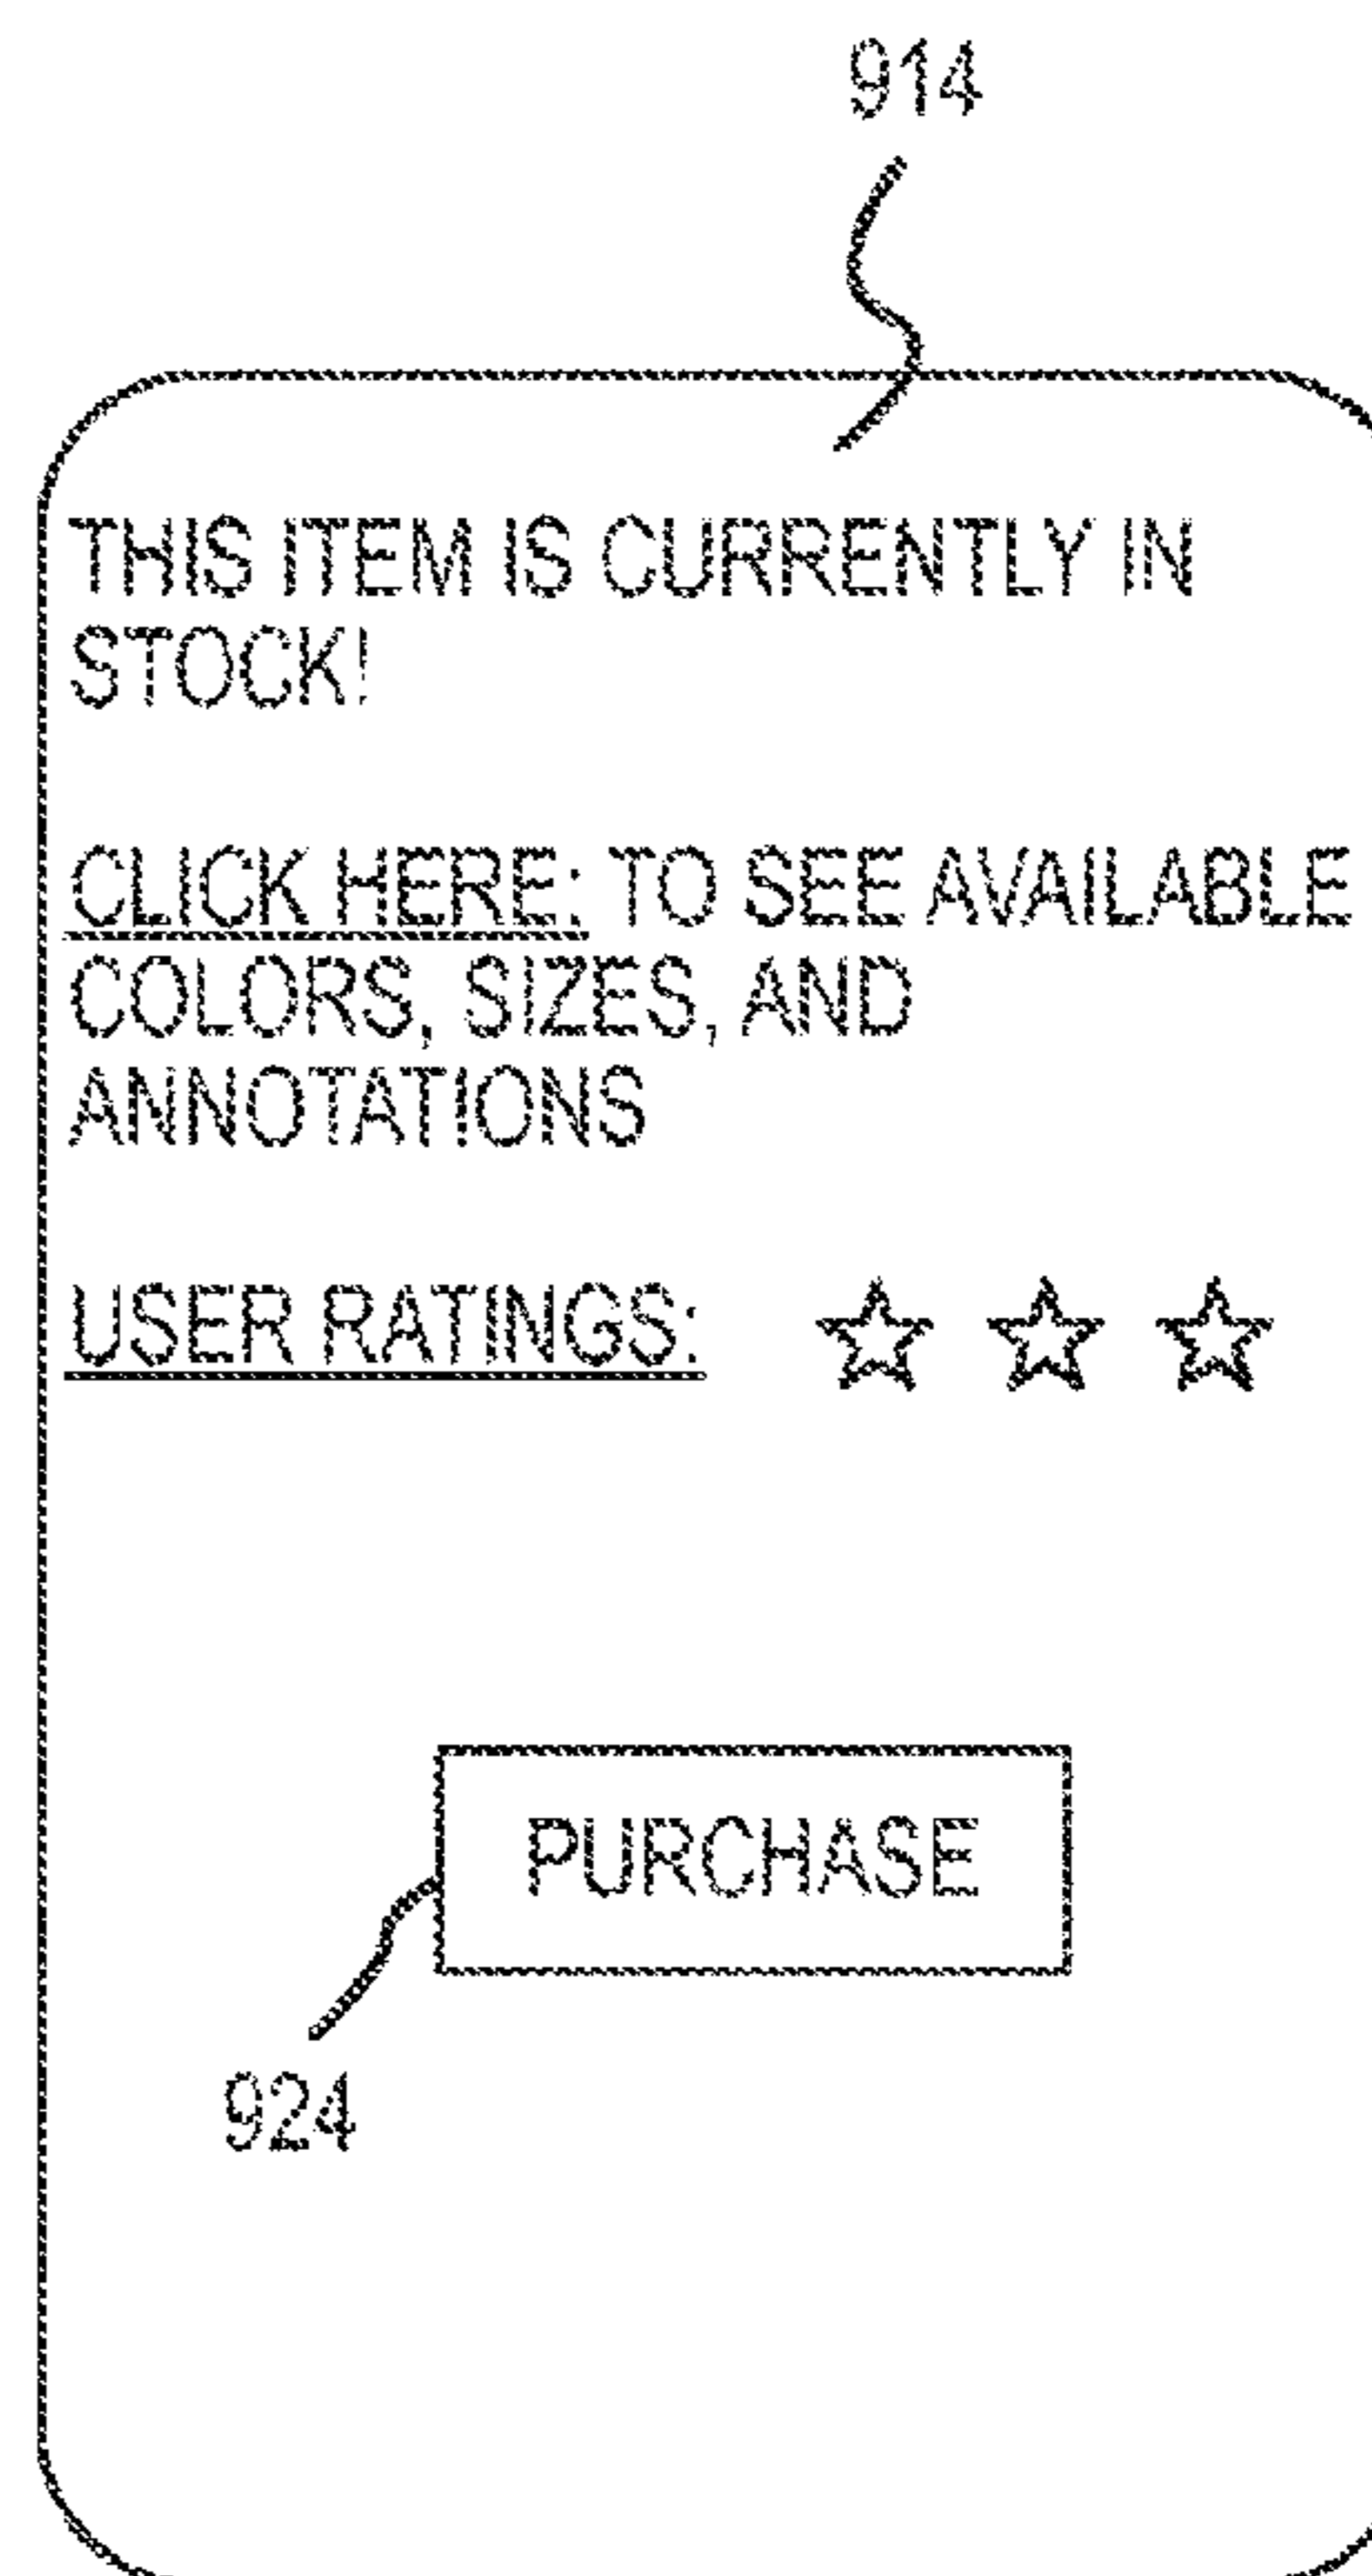 914
THIS ITEM IS CURRENTLY IN
STOCK!
CLICK HERE: TO SEE AVAILABLE
COLORS, SIZES, AND
ANNOTATIONS
USER RATINGS:
PURCHASE
924